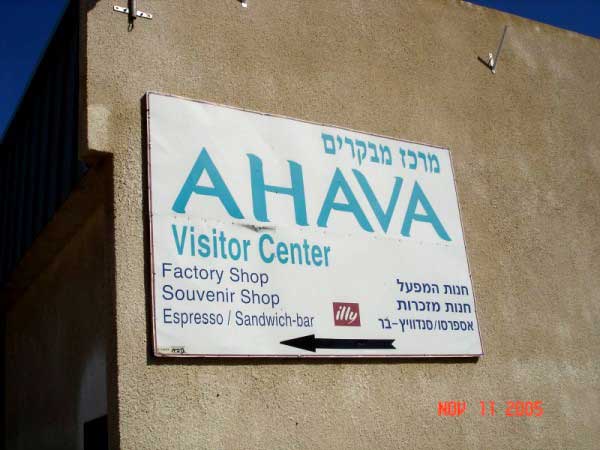 מרכז מבקרים
AHAVA
Visitor Center
Factory Shop
Souvenir Shop
Espresso / Sandwich-bar
illy
חנות המפעל
חנות מזכרות
אספרסו/סנדוויץ-בר
NOV 11 2005